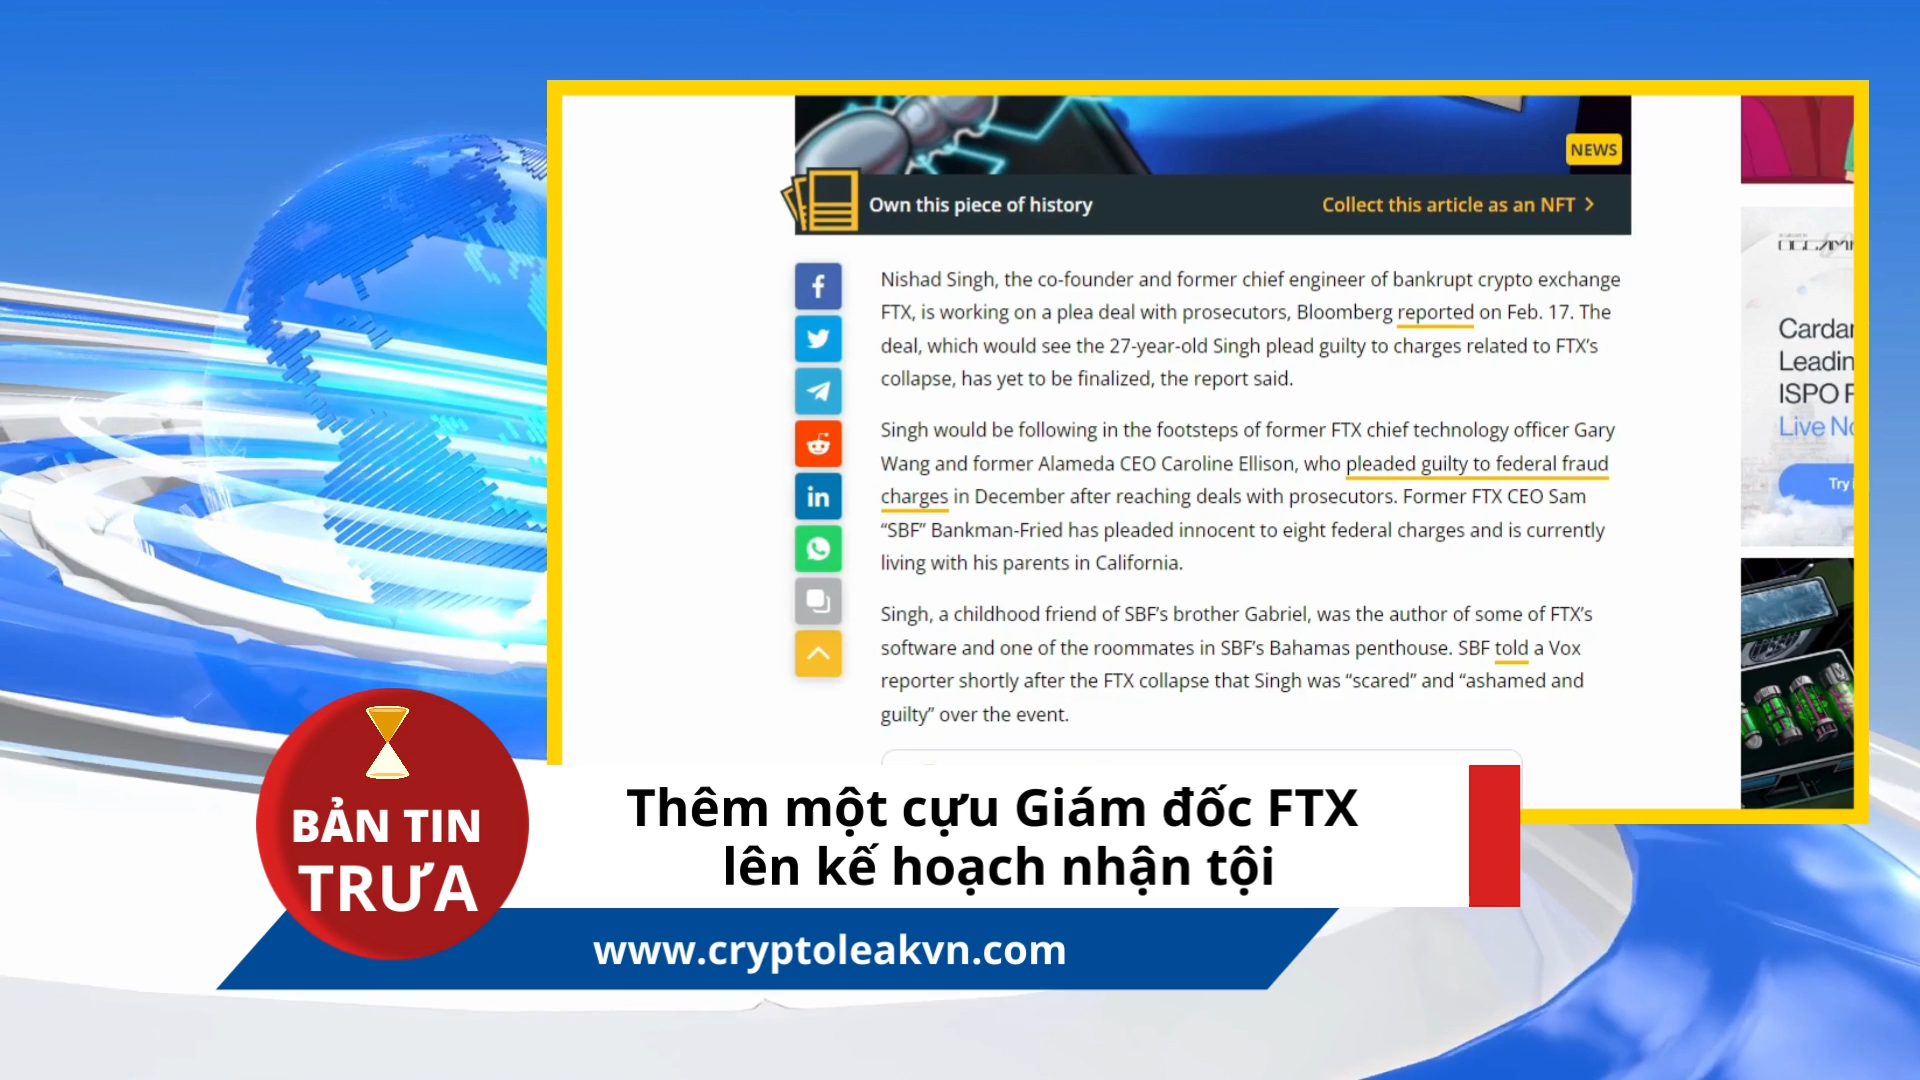 NEWS
Own this piece of history
Collect this article as an NFT >
Nishad Singh, the co-founder and former chief engineer of bankrupt crypto exchange
FTX, is working on a plea deal with prosecutors, Bloomberg reported on Feb. 17. The
deal, which would see the 27-year-old Singh plead guilty to charges related to FTX’s
collapse, has yet to be finalized, the report said.
Singh would be following in the footsteps of former FTX chief technology officer Gary
Wang and former Alameda CEO Caroline Ellison, who pleaded guilty to federal fraud
charges in December after reaching deals with prosecutors. Former FTX CEO Sam
“SBF” Bankman-Fried has pleaded innocent to eight federal charges and is currently
living with his parents in California.
Singh, a childhood friend of SBF’s brother Gabriel, was the author of some of FTX’s
software and one of the roommates in SBF’s Bahamas penthouse. SBF told a Vox
reporter shortly after the FTX collapse that Singh was “scared” and “ashamed and
guilty” over the event.
Cardan
Leadin
ISPO
Live
Try
BẢN TIN
TRƯA
Thêm một cựu Giám đốc FTX
lên kế hoạch nhận tội
www.cryptoleakvn.com